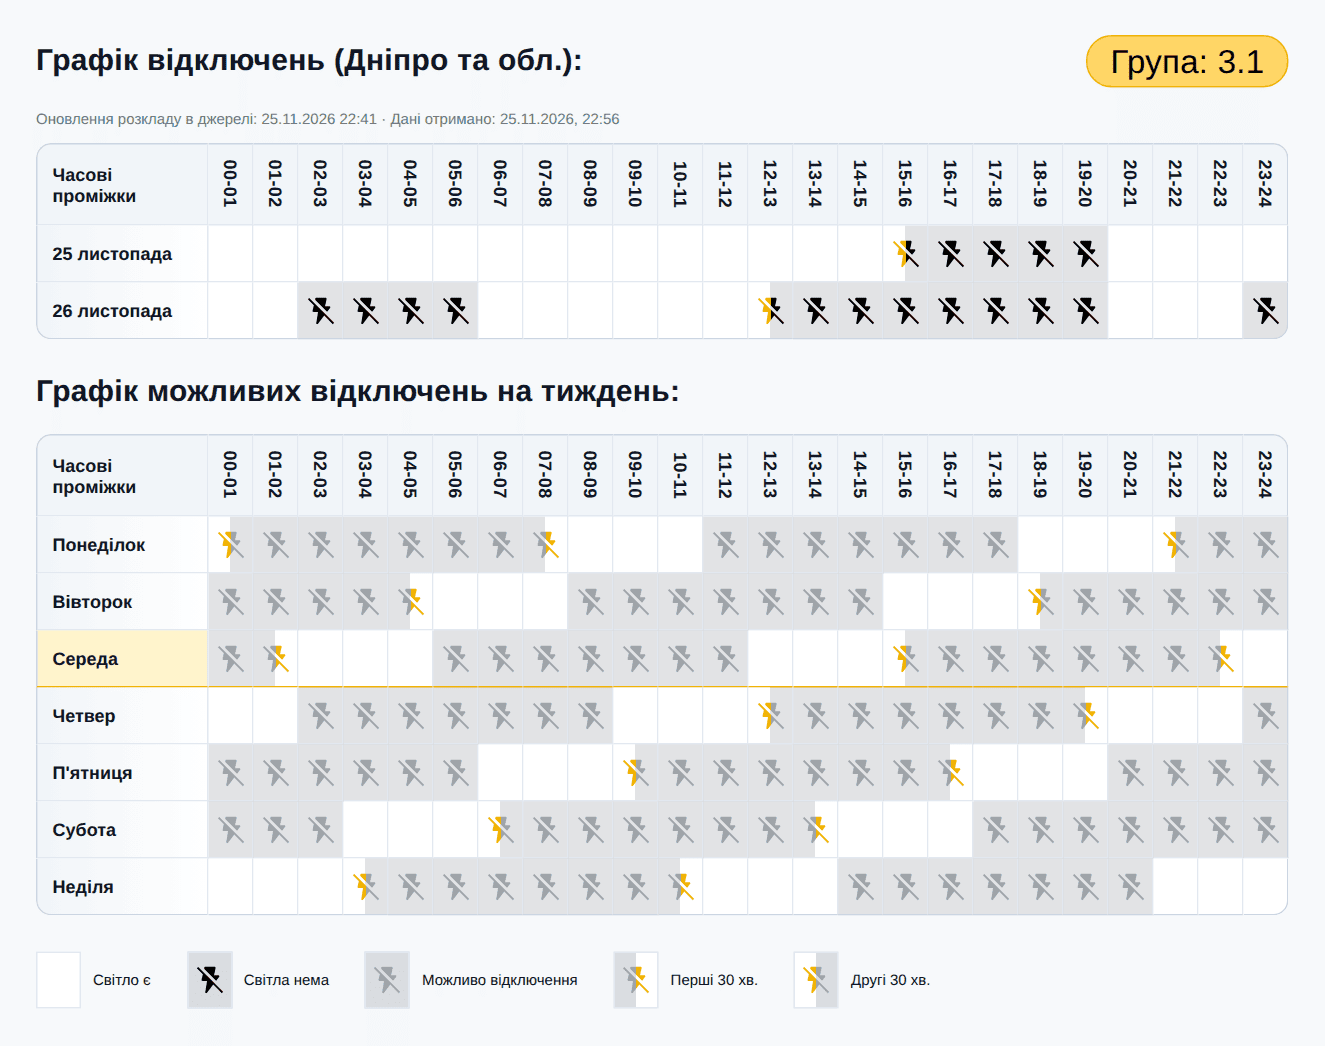 Графік відключень (Дніпро та обл.):
Група: 3.1
Оновлення розкладу в джерелі: 25.11.2026 22:41 · Дані отримано: 25.11.2026, 22:56
Часові
проміжки
00-01 01-02 02-03 03-04 04-05 05-06 06-07 07-08 08-09 09-10 10-11 11-12 12-13 13-14 14-15 15-16 16-17 17-18 18-19 19-20 20-21 21-22 22-23 23-24
25 листопада
26 листопада
Графік можливих відключень на тиждень:
Часові
проміжки
00-01 01-02 02-03 03-04 04-05 05-06 06-07 07-08 08-09 09-10 10-11 11-12 12-13 13-14 14-15 15-16 16-17 17-18 18-19 19-20 20-21 21-22 22-23 23-24
Понеділок
Вівторок
Середа
Четвер
П'ятниця
Субота
Неділя
Світло є
Світла нема
Можливо відключення
Перші 30 хв.
Другі 30 хв.